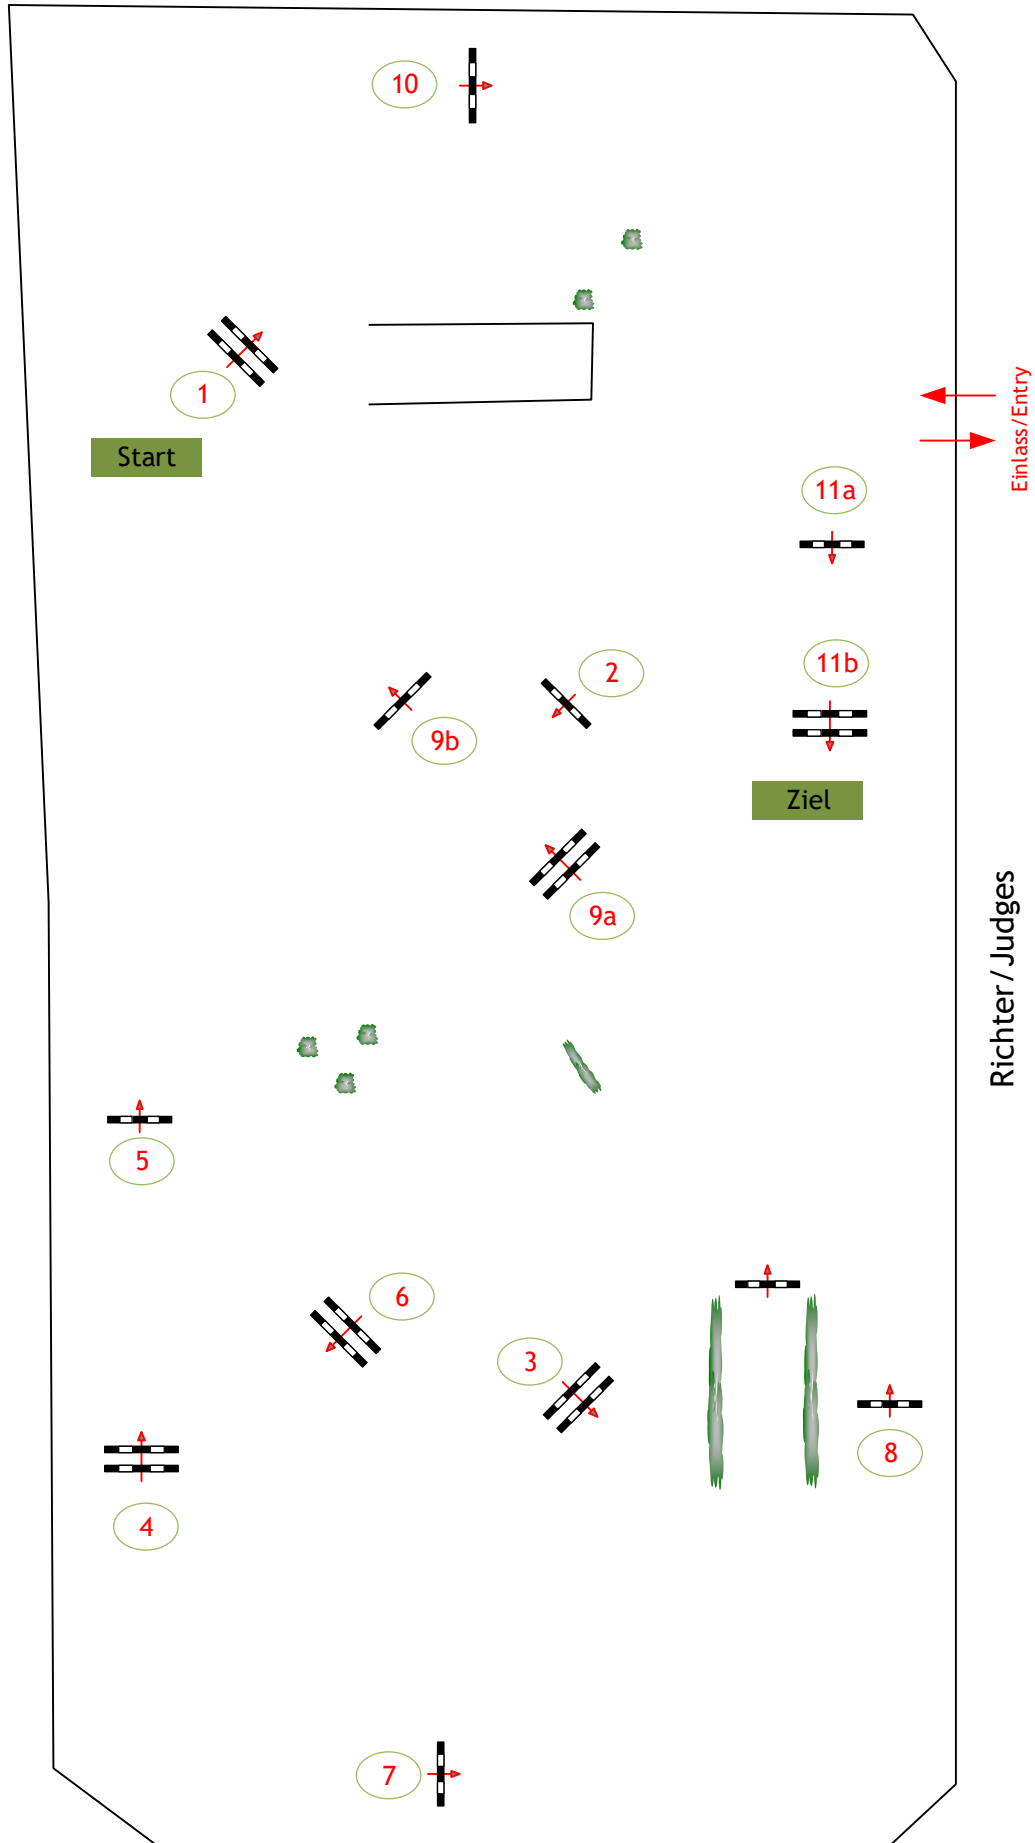 10
1
Start
Einlass/Entry
11a
2
11b
9b
Ziel
9a
Richter/Judges
5
6
3
8
4
7